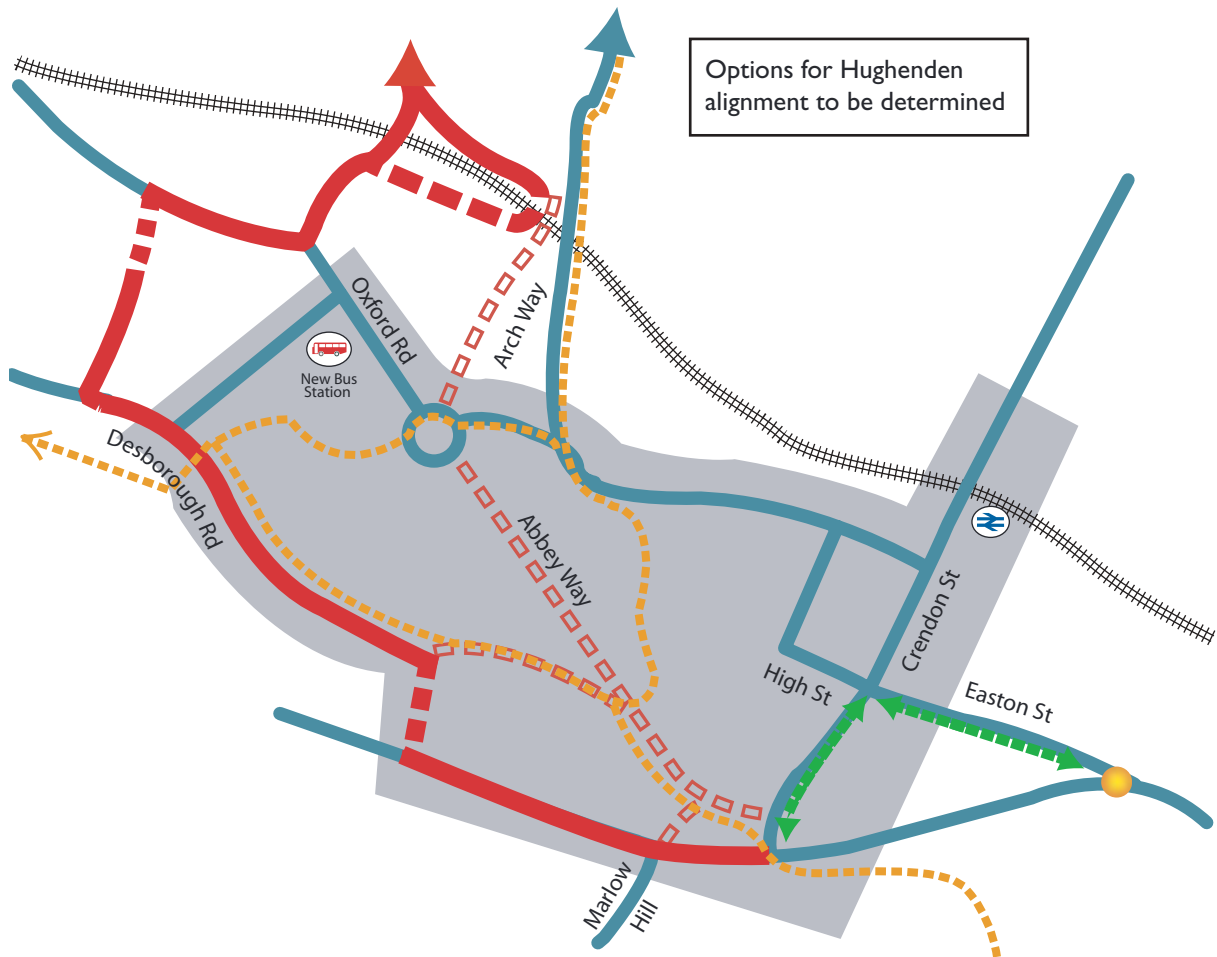 Options for Hughenden
alignment to be determined
Oxford Rd
Arch Way
New Bus
Station
Desborough Rd
Abbey Way
Crendon St
High St
Easton St
Marlow
Hill